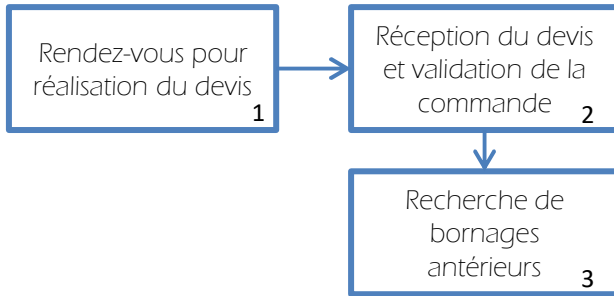 Rendez-vous pour
réalisation du devis
1
Réception du devis
et validation de la
commande
2
Recherche de
bornages
antérieurs
3